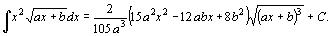 ∫x²√(ax+b)dx = 2/(105a³)(15a²x² −12abx+8b²)√((ax+b)³) + C.